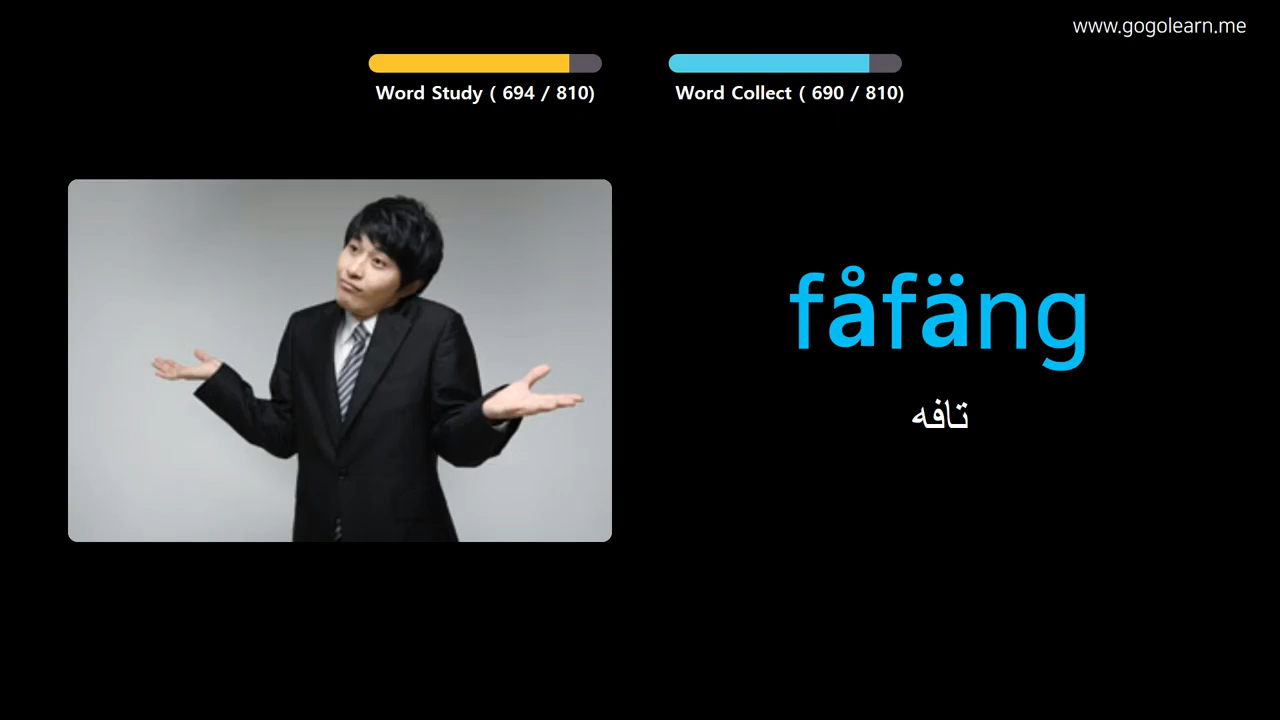 www.gogolearn.me
Word Study ( 694 / 810)
Word Collect ( 690 / 810)
fåfäng
تافه